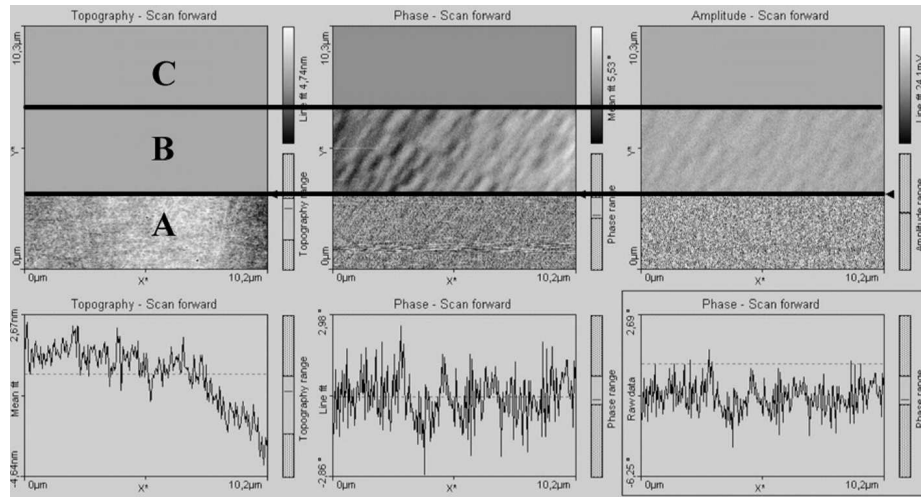 Topography - Scan forward
Phase - Scan forward
Amplitude - Scan forward
10,3µm
Y*
0µm
C
B
A
Line fit 4,74nm
Topography range
0µm
X*
10,2µm
10,3µm
Y*
0µm
Mean fit 5,53°
Phase range
0µm
X*
10,2µm
10,3µm
Y*
0µm
Line fit 24,1mV
Amplitude range
0µm
X*
10,2µm
Topography - Scan forward
Phase - Scan forward
Phase - Scan forward
2,67nm
Mean fit
-4,64nm
Topography range
0µm
X*
10,2µm
2,98°
Line fit
-2,86°
Phase range
0µm
X*
10,2µm
2,69°
Raw data
-6,25°
Phase range
0µm
X*
10,2µm